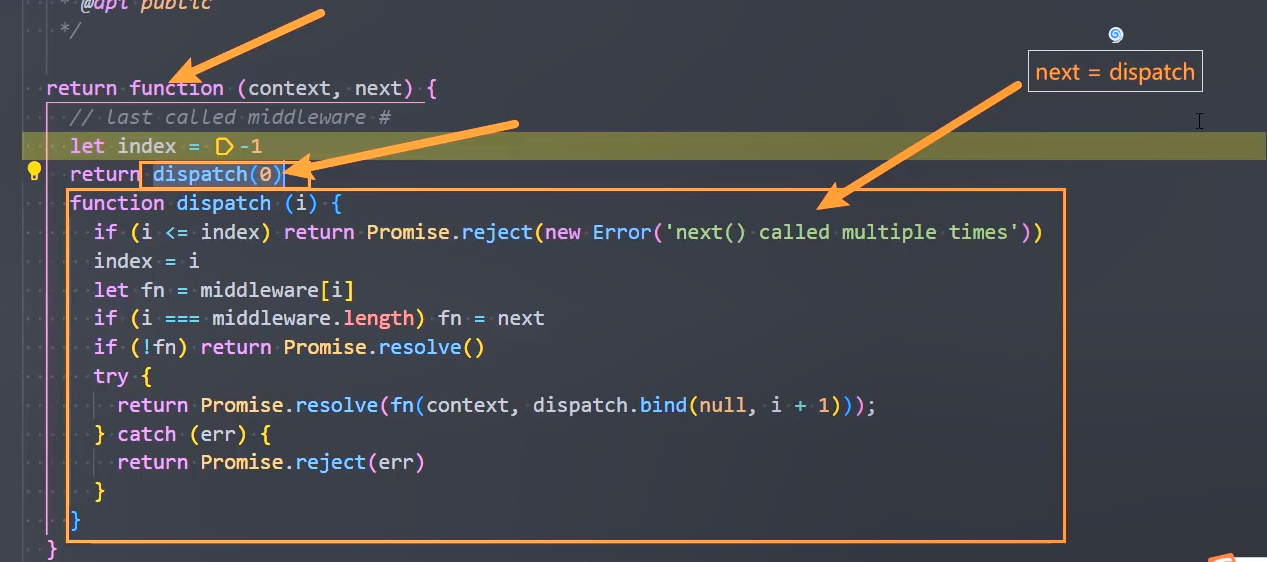 * @api public
*/
return function (context, next) {
// last called middleware #
next = dispatch
let index = -1
return dispatch(0)
function dispatch (i) {
if (i <= index) return Promise.reject(new Error('next() called multiple times'))
index = i
let fn = middleware[i]
if (i === middleware.length) fn = next
if (!fn) return Promise.resolve()
try {
return Promise.resolve(fn(context, dispatch.bind(null, i + 1)));
} catch (err) {
return Promise.reject(err)
}
}
}